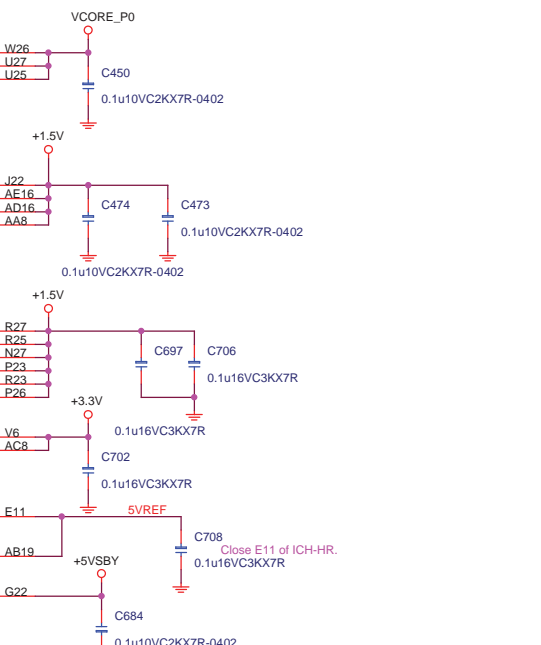 VCORE_P0
W26
U27
U25
C450
0.1u10VC2KX7R-0402
+1.5V
J22
AE16
AD16
AA8
C474
C473
0.1u10VC2KX7R-0402
0.1u10VC2KX7R-0402
+1.5V
R27
R25
N27
P23
R23
P26
C697
C706
0.1u16VC3KX7R
+3.3V
0.1u16VC3KX7R
V6
AC8
C702
0.1u16VC3KX7R
E11
5VREF
C708
Close E11 of ICH-HR.
0.1u16VC3KX7R
AB19
+5VSBY
G22
C684
0.1u10VC2KX7R-0402